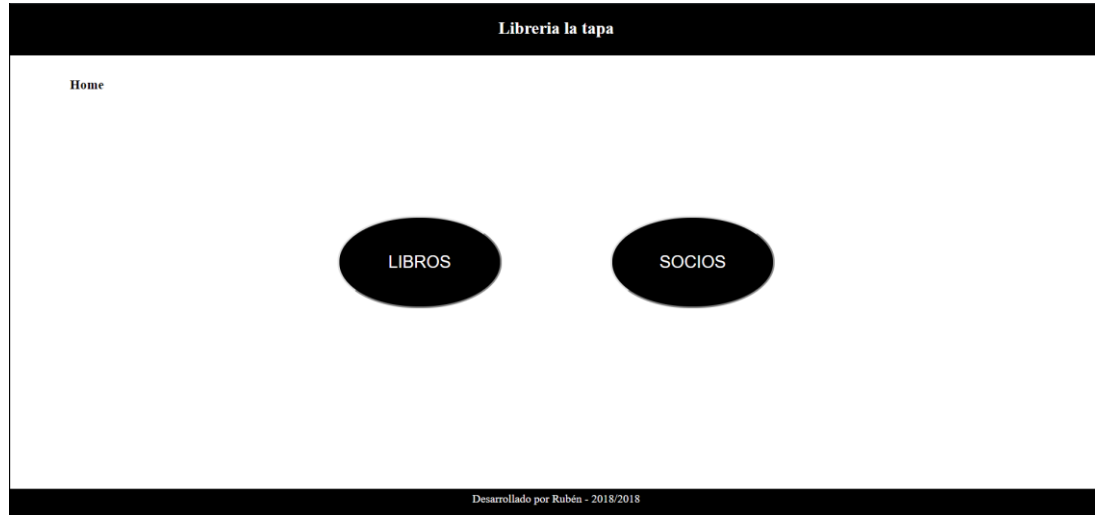 Libreria la tapa
Home
LIBROS
SOCIOS
Desarrollado por Rubén - 2018/2018